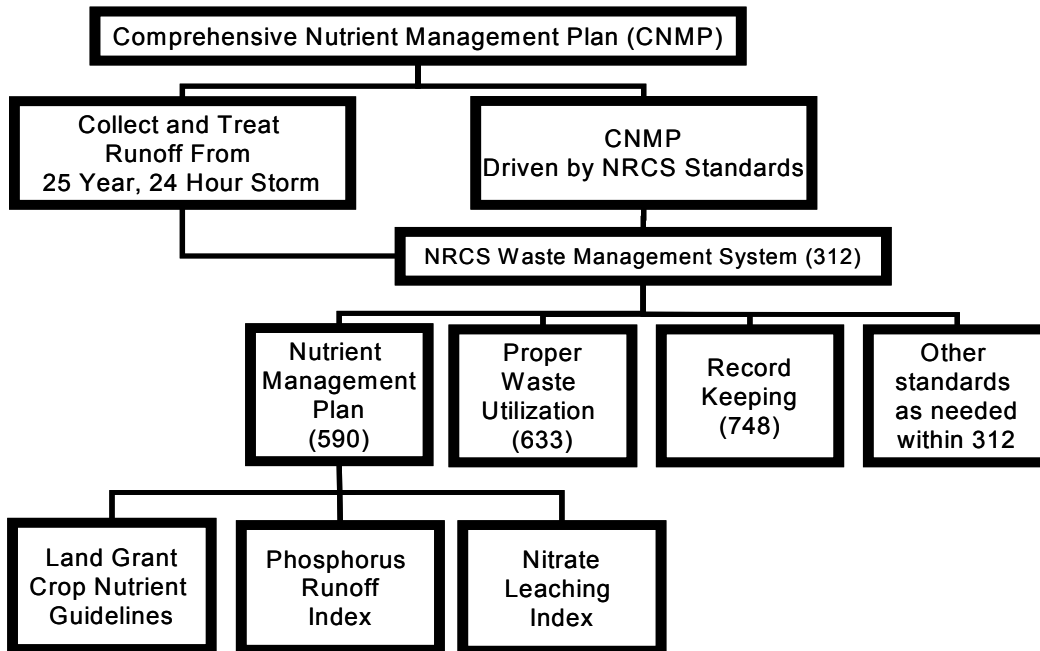 Comprehensive Nutrient Management Plan (CNMP)
Collect and Treat
Runoff From
25 Year, 24 Hour Storm
CNMP
Driven by NRCS Standards
NRCS Waste Management System (312)
Nutrient
Management
Plan
(590)
Proper
Waste
Utilization
(633)
Record
Keeping
(748)
Other
standards
as needed
within 312
Land Grant
Crop Nutrient
Guidelines
Phosphorus
Runoff
Index
Nitrate
Leaching
Index